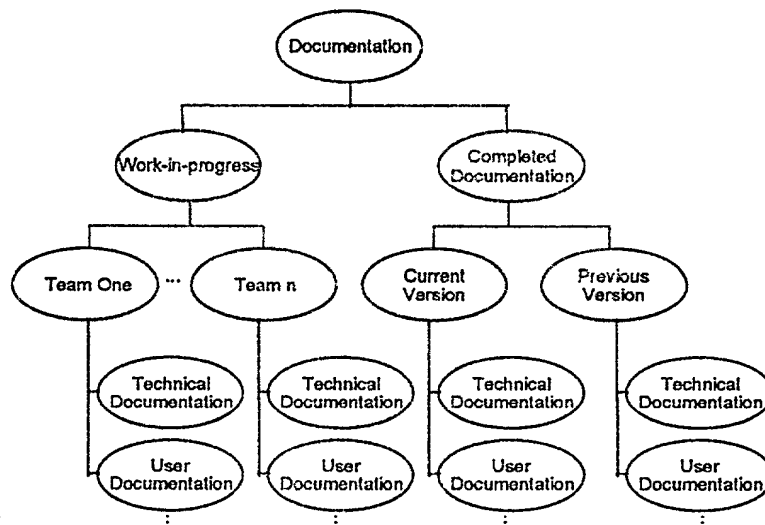 Documentation
Work-in-progress
Completed
Documentation
Team One
...
Team n
Current
Version
Previous
Version
Technical
Documentation
Technical
Documentation
Technical
Documentation
Technical
Documentation
User
Documentation
User
Documentation
User
Documentation
User
Documentation